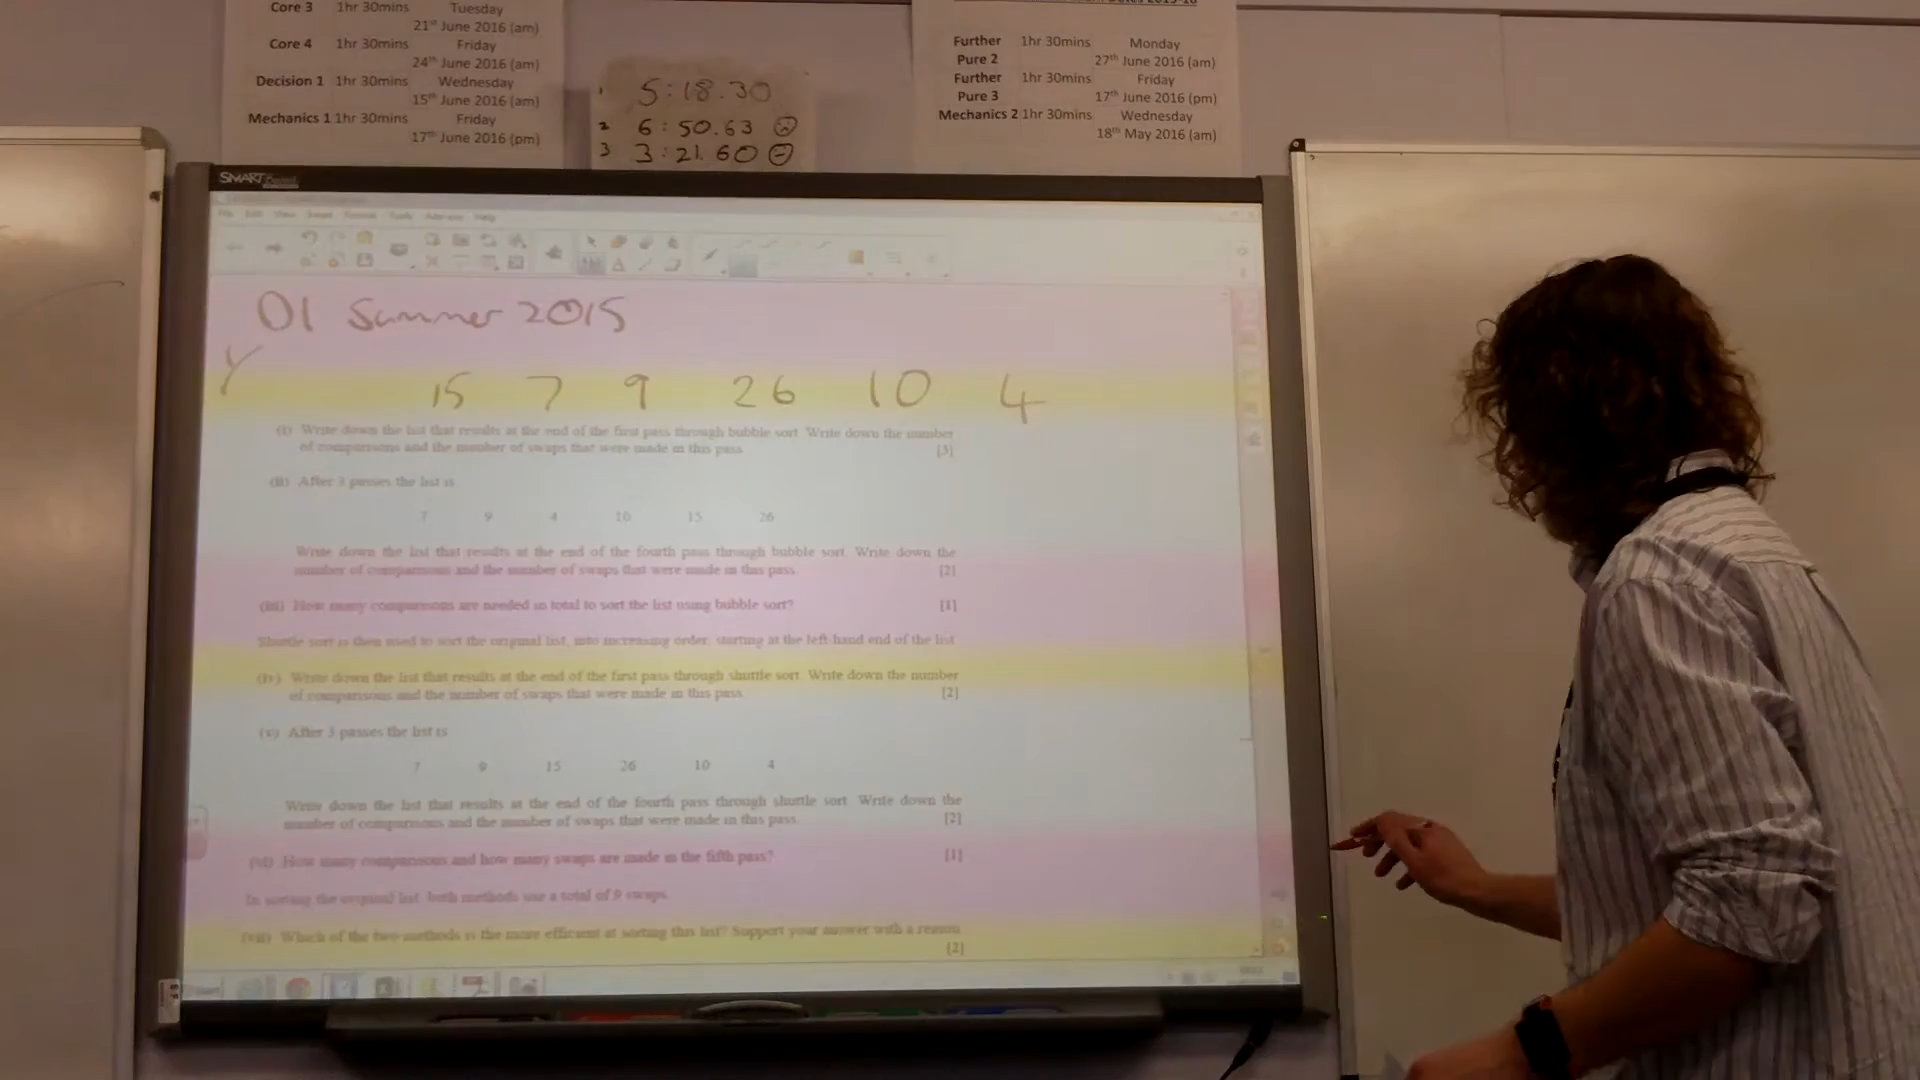 Core 3 1hr 30mins Tuesday
21st June 2016 (am)
Core 4 1hr 30mins Friday
24th June 2016 (am)
Decision 1 1hr 30mins Wednesday
15th June 2016 (am)
Mechanics 1 1hr 30mins Friday
17th June 2016 (pm)
1 5:18.30
2 6:50.63
3 3:21.60
Further Pure 2 1hr 30mins Monday
27th June 2016 (am)
Further Pure 3 1hr 30mins Friday
17th June 2016 (pm)
Mechanics 2 1hr 30mins Wednesday
18th May 2016 (am)
SMART Board
File Edit View Insert Format Tools Add-ons Help
D1 Summer 2015
15 7 9 26 10 4
(i) Write down the list that results at the end of the first pass through bubble sort. Write down the number
of comparisons and the number of swaps that were made in this pass. [3]
(ii) After 3 passes the list is
7 9 4 10 15 26
Write down the list that results at the end of the fourth pass through bubble sort. Write down the
number of comparisons and the number of swaps that were made in this pass. [2]
(iii) How many comparisons are needed in total to sort the list using bubble sort? [1]
Shuttle sort is then used to sort the original list, into increasing order, starting at the left-hand end of the list.
(iv) Write down the list that results at the end of the first pass through shuttle sort. Write down the number
of comparisons and the number of swaps that were made in this pass. [2]
(v) After 3 passes the list is
7 9 15 26 10 4
Write down the list that results at the end of the fourth pass through shuttle sort. Write down the
number of comparisons and the number of swaps that were made in this pass. [2]
(vi) How many comparisons and how many swaps are made in the fifth pass? [1]
In sorting the original list, both methods use a total of 9 swaps.
(vii) Which of the two methods is the more efficient at sorting this list? Support your answer with a reason.
[2]